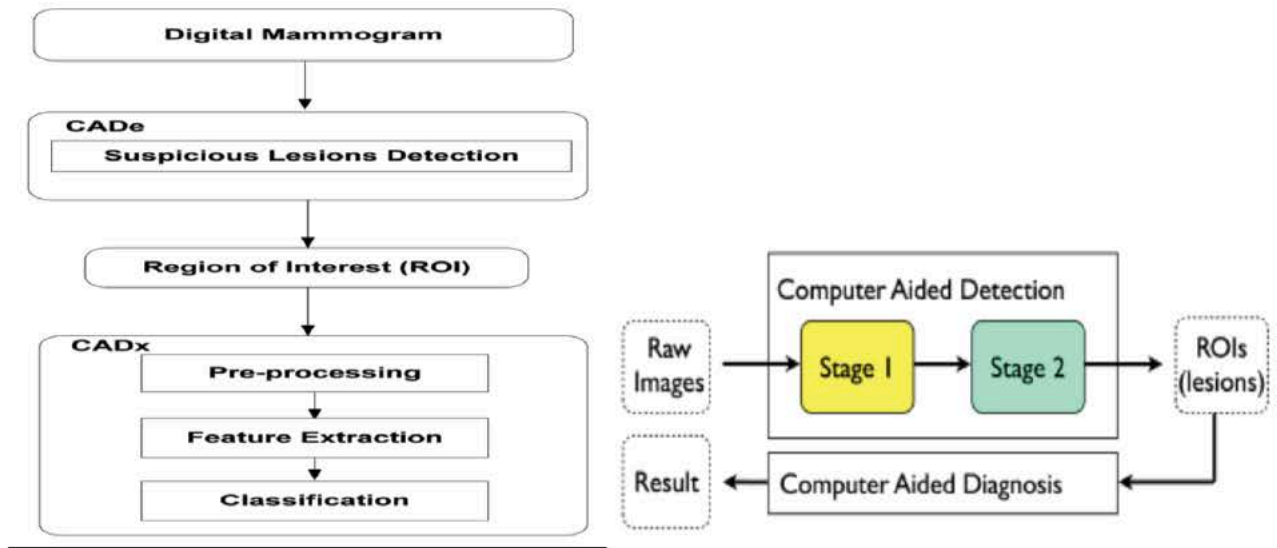 Digital Mammogram
CADe
Suspicious Lesions Detection
Region of Interest (ROI)
CADx
Pre-processing
Feature Extraction
Classification
Computer Aided Detection
Raw
Images
Stage 1
Stage 2
ROIs
(lesions)
Result
Computer Aided Diagnosis